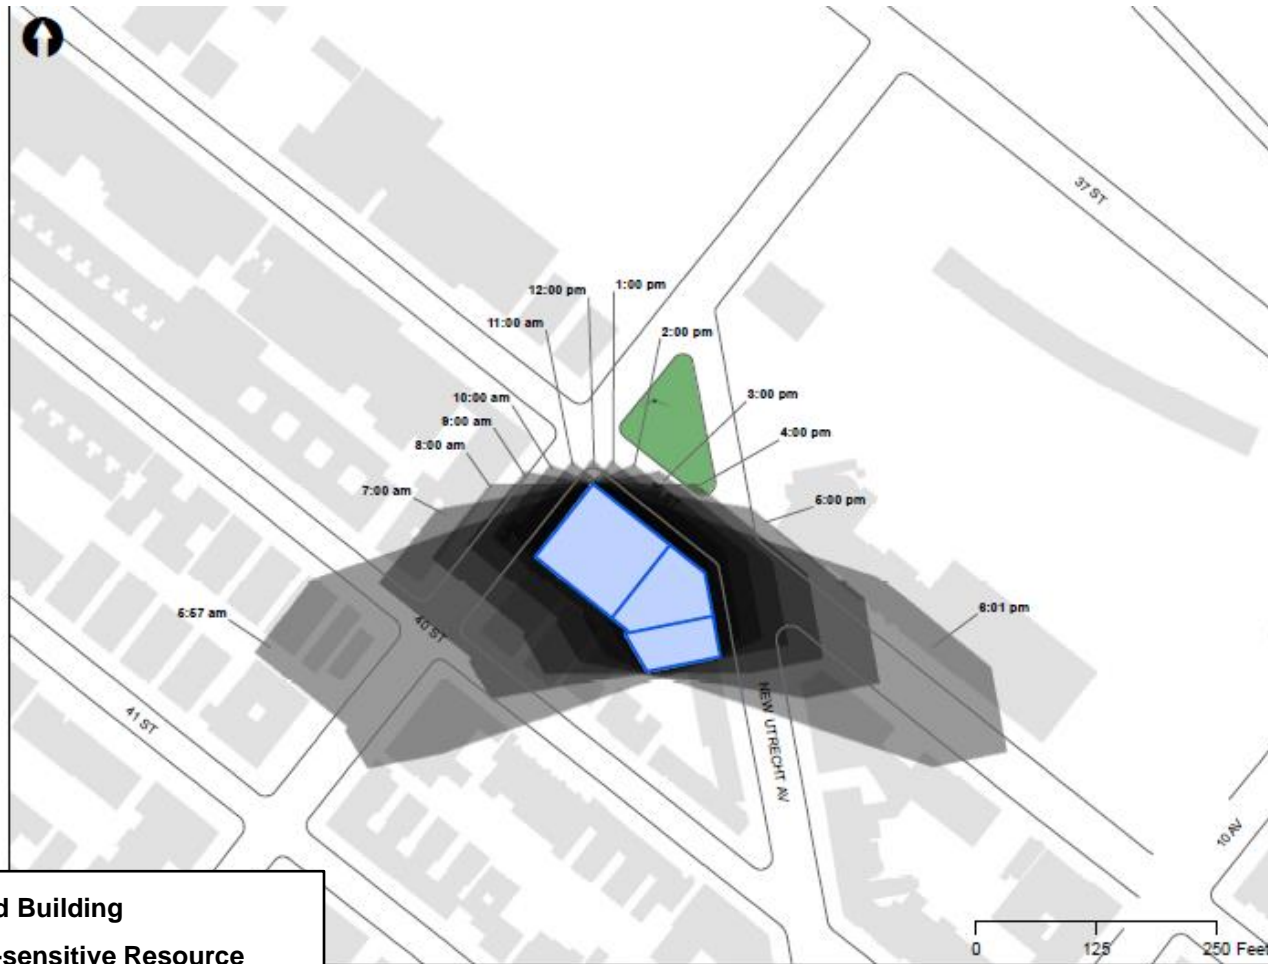 37 ST
12:00 pm
1:00 pm
11:00 am
2:00 pm
10:00 am
3:00 pm
9:00 am
4:00 pm
8:00 am
7:00 am
5:00 pm
5:57 am
6:01 pm
40 ST
41 ST
NEW UTRECHT AV
10 AV
d Building
-sensitive Resource
0 125 250 Feet